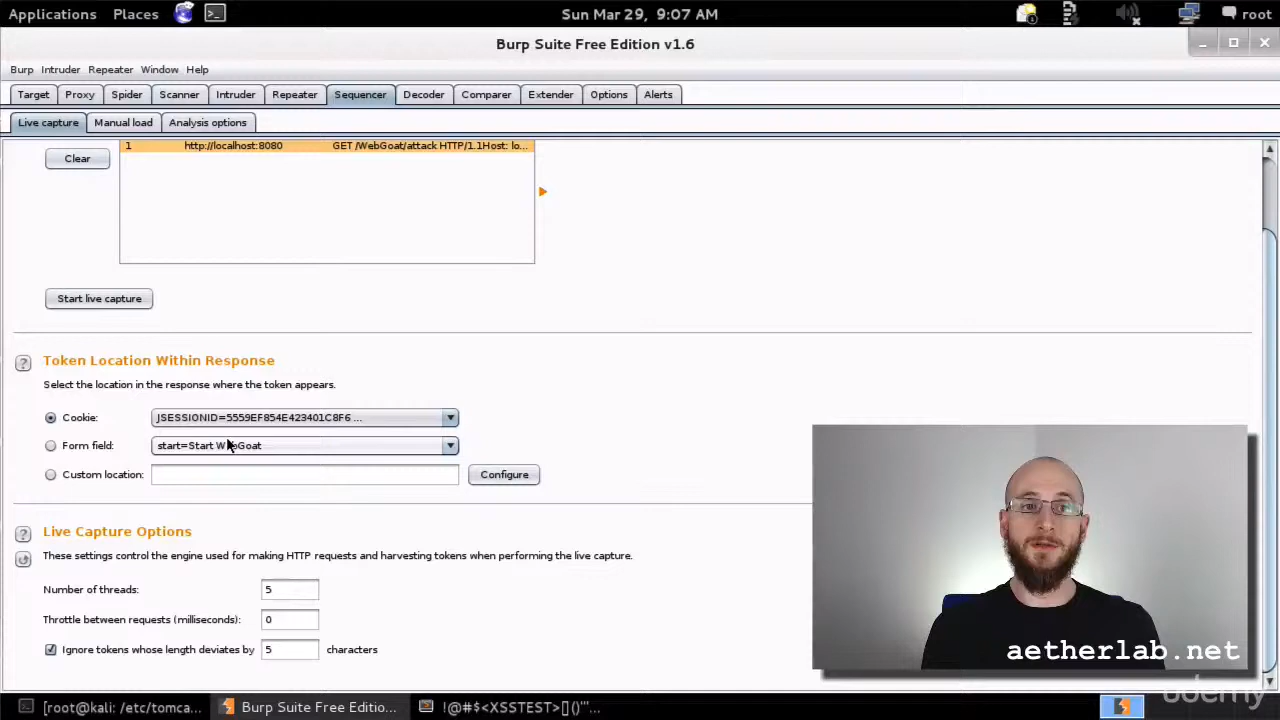 Applications Places Sun Mar 29, 9:07 AM root
Burp Suite Free Edition v1.6
Burp Intruder Repeater Window Help
Target Proxy Spider Scanner Intruder Repeater Sequencer Decoder Comparer Extender Options Alerts
Live capture Manual load Analysis options
1 http://localhost:8080 GET /WebGoat/attack HTTP/1.1Host: lo...
Clear
Start live capture
? Token Location Within Response
Select the location in the response where the token appears.
Cookie: JSESSIONID=5559EF854E423401C8F6 ...
Form field: start=Start WebGoat
Custom location: Configure
? Live Capture Options
These settings control the engine used for making HTTP requests and harvesting tokens when performing the live capture.
Number of threads: 5
Throttle between requests (milliseconds): 0
Ignore tokens whose length deviates by 5 characters
aetherlab.net
udemy
[root@kali: /etc/tomca... Burp Suite Free Editio... !@#$<XSSTEST>[]()'"...